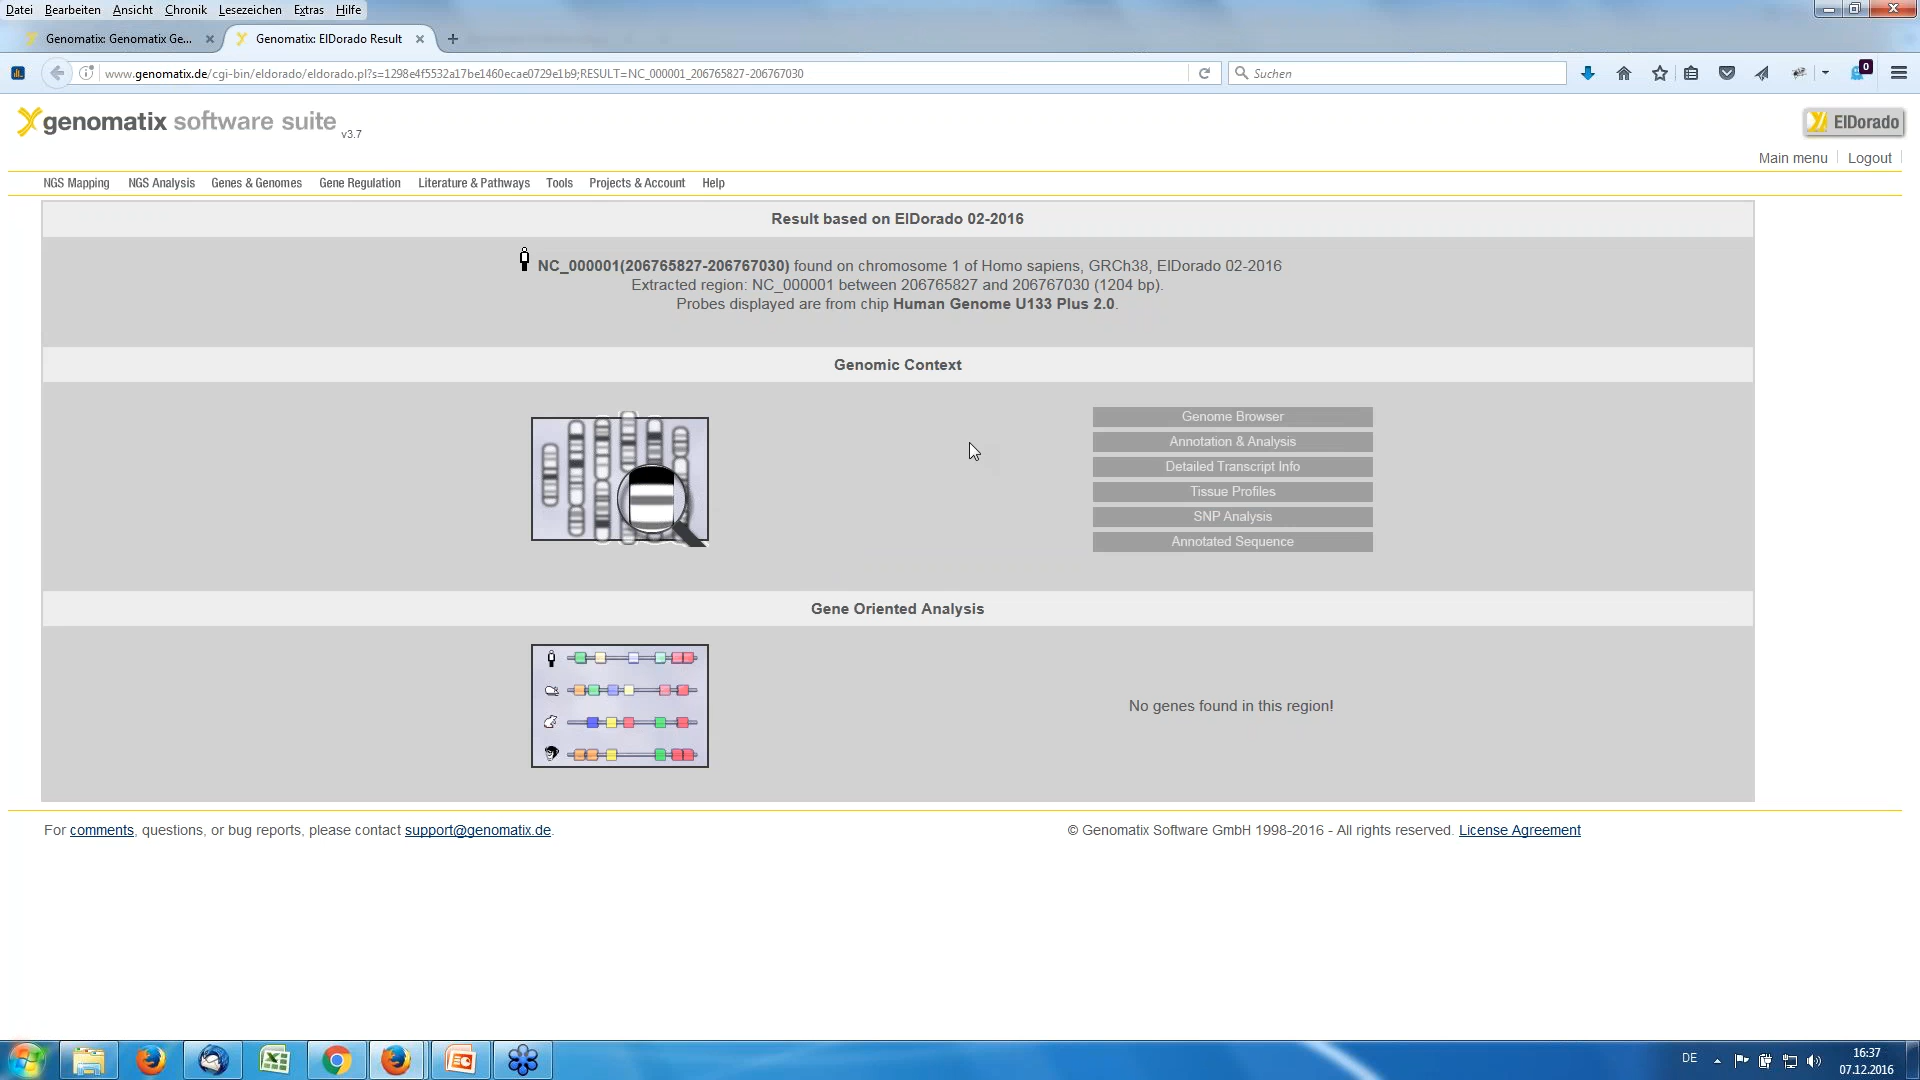 Datei Bearbeiten Ansicht Chronik Lesezeichen Extras Hilfe
Genomatix: Genomatix Ge... Genomatix: ElDorado Result
www.genomatix.de/cgi-bin/eldorado/eldorado.pl?s=1298e4f5532a17be1460ecae0729e1b9;RESULT=NC_000001_206765827-206767030
Suchen
0
genomatix software suite v3.7
ElDorado
Main menu Logout
NGS Mapping NGS Analysis Genes & Genomes Gene Regulation Literature & Pathways Tools Projects & Account Help
Result based on ElDorado 02-2016
NC_000001(206765827-206767030) found on chromosome 1 of Homo sapiens, GRCh38, ElDorado 02-2016
Extracted region: NC_000001 between 206765827 and 206767030 (1204 bp).
Probes displayed are from chip Human Genome U133 Plus 2.0.
Genomic Context
Genome Browser
Annotation & Analysis
Detailed Transcript Info
Tissue Profiles
SNP Analysis
Annotated Sequence
Gene Oriented Analysis
No genes found in this region!
For comments, questions, or bug reports, please contact support@genomatix.de.
© Genomatix Software GmbH 1998-2016 - All rights reserved. License Agreement
DE
16:37
07.12.2016